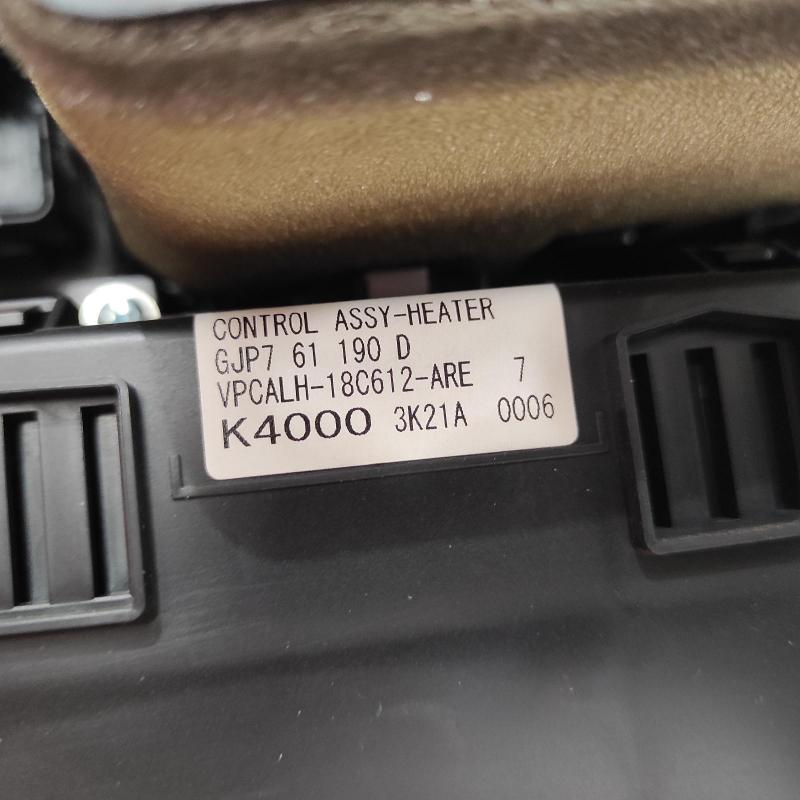 CONTROL ASSY-HEATER
GJP7 61 190 D
VPCALH-18C612-ARE 7
K4000 3K21A 0006